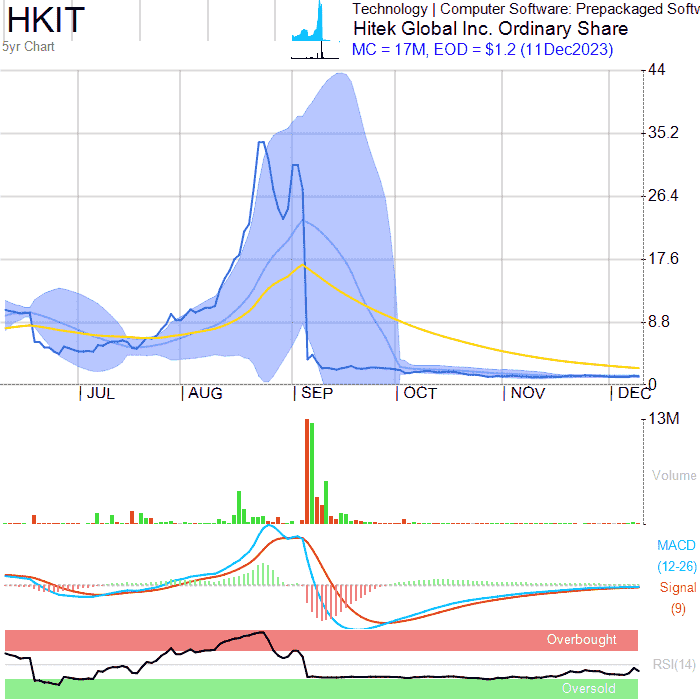 HKIT
5yr Chart
Technology | Computer Software: Prepackaged Softw
Hitek Global Inc. Ordinary Share
MC = 17M, EOD = $1.2 (11Dec2023)
44
35.2
26.4
17.6
8.8
0
JUL
AUG
SEP
OCT
NOV
DEC
13M
Volume
MACD
(12-26)
Signal
(9)
Overbought
RSI(14)
Oversold